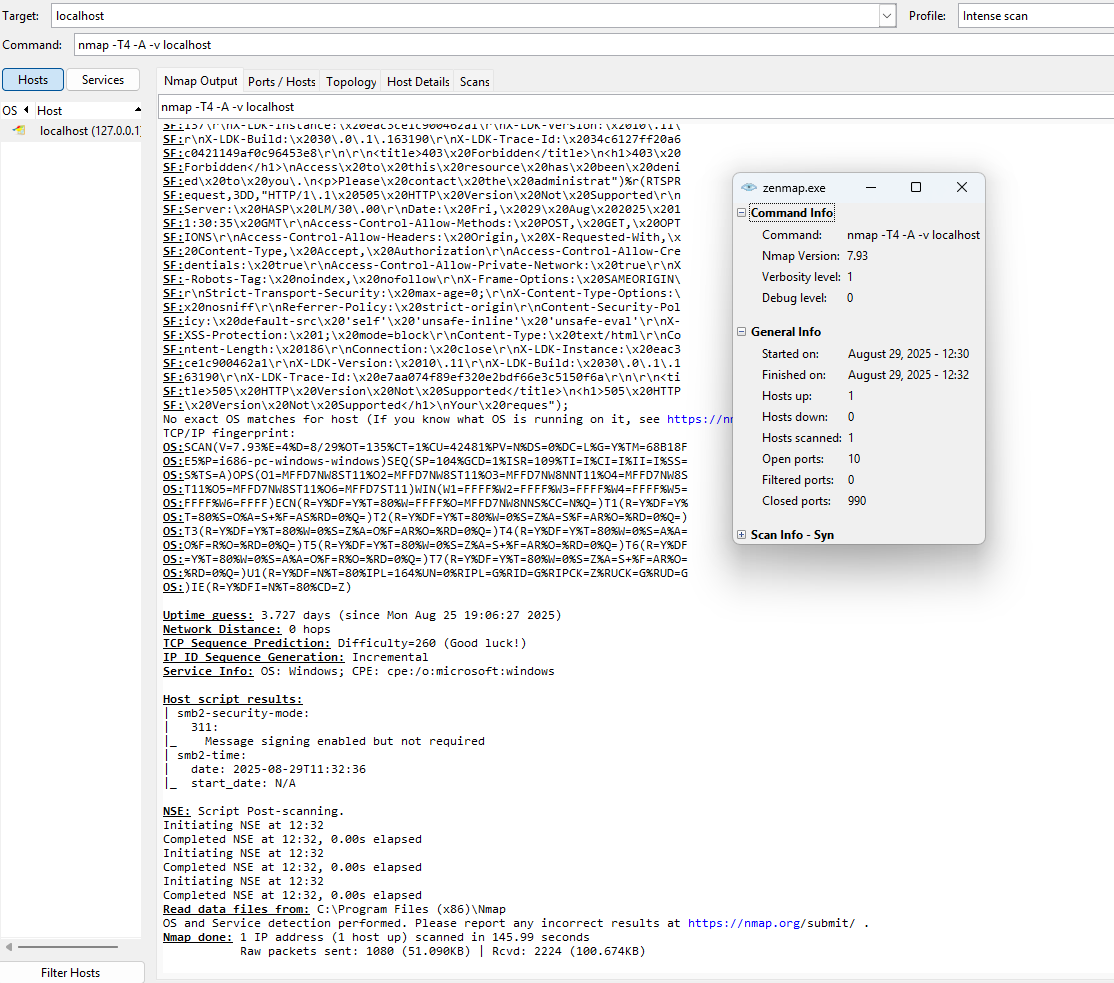 Target: localhost Profile: Intense scan
Command: nmap -T4 -A -v localhost
Hosts Services
OS Host
localhost (127.0.0.1)
Filter Hosts
Nmap Output Ports / Hosts Topology Host Details Scans
nmap -T4 -A -v localhost
SF:137\r\nX-LDK-Instance:\x20eac3ce1c900462a1\r\nX-LDK-Version:\x2010\.11\
SF:r\nX-LDK-Build:\x2030\.0\.1\.163190\r\nX-LDK-Trace-Id:\x2034c6127ff20a6
SF:c0421149af0c96453e8\r\n\r\n<title>403\x20Forbidden</title>\n<h1>403\x20
SF:Forbidden</h1>\nAccess\x20to\x20this\x20resource\x20has\x20been\x20deni
SF:ed\x20to\x20you\.\n<p>Please\x20contact\x20the\x20administrat")%r(RTSPR
SF:equest,3DD,"HTTP/1\.1\x20505\x20HTTP\x20Version\x20Not\x20Supported\r\n
SF:Server:\x20HASP\x20LM/30\.00\r\nDate:\x20Fri,\x2029\x20Aug\x202025\x201
SF:1:30:35\x20GMT\r\nAccess-Control-Allow-Methods:\x20POST,\x20GET,\x20OPT
SF:IONS\r\nAccess-Control-Allow-Headers:\x20Origin,\x20X-Requested-With,\x
SF:20Content-Type,\x20Accept,\x20Authorization\r\nAccess-Control-Allow-Cre
SF:dentials:\x20true\r\nAccess-Control-Allow-Private-Network:\x20true\r\nX
SF:-Robots-Tag:\x20noindex,\x20nofollow\r\nX-Frame-Options:\x20SAMEORIGIN\
SF:r\nStrict-Transport-Security:\x20max-age=0;\r\nX-Content-Type-Options:\
SF:x20nosniff\r\nReferrer-Policy:\x20strict-origin\r\nContent-Security-Pol
SF:icy:\x20default-src\x20'self'\x20'unsafe-inline'\x20'unsafe-eval'\r\nX-
SF:XSS-Protection:\x201;\x20mode=block\r\nContent-Type:\x20text/html\r\nCo
SF:ntent-Length:\x20186\r\nConnection:\x20close\r\nX-LDK-Instance:\x20eac3
SF:ce1c900462a1\r\nX-LDK-Version:\x2010\.11\r\nX-LDK-Build:\x2030\.0\.1\.1
SF:63190\r\nX-LDK-Trace-Id:\x20e7aa074f89ef320e2bdf66e3c5150f6a\r\n\r\n<ti
SF:tle>505\x20HTTP\x20Version\x20Not\x20Supported</title>\n<h1>505\x20HTTP
SF:\x20Version\x20Not\x20Supported</h1>\nYour\x20reques");
No exact OS matches for host (If you know what OS is running on it, see https://nm
TCP/IP fingerprint:
OS:SCAN(V=7.93%E=4%D=8/29%OT=135%CT=1%CU=42481%PV=N%DS=0%DC=L%G=Y%TM=68B18F
OS:E5%P=i686-pc-windows-windows)SEQ(SP=104%GCD=1%ISR=109%TI=I%CI=I%II=I%SS=
OS:S%TS=A)OPS(O1=MFFD7NW8ST11%O2=MFFD7NW8ST11%O3=MFFD7NW8NNT11%O4=MFFD7NW8S
OS:T11%O5=MFFD7NW8ST11%O6=MFFD7ST11)WIN(W1=FFFF%W2=FFFF%W3=FFFF%W4=FFFF%W5=
OS:FFFF%W6=FFFF)ECN(R=Y%DF=Y%T=80%W=FFFF%O=MFFD7NW8NNS%CC=N%Q=)T1(R=Y%DF=Y%
OS:T=80%S=O%A=S+%F=AS%RD=0%Q=)T2(R=Y%DF=Y%T=80%W=0%S=Z%A=S%F=AR%O=%RD=0%Q=)
OS:T3(R=Y%DF=Y%T=80%W=0%S=Z%A=O%F=AR%O=%RD=0%Q=)T4(R=Y%DF=Y%T=80%W=0%S=A%A=
OS:O%F=R%O=%RD=0%Q=)T5(R=Y%DF=Y%T=80%W=0%S=Z%A=S+%F=AR%O=%RD=0%Q=)T6(R=Y%DF
OS:=Y%T=80%W=0%S=A%A=O%F=R%O=%RD=0%Q=)T7(R=Y%DF=Y%T=80%W=0%S=Z%A=S+%F=AR%O=
OS:%RD=0%Q=)U1(R=Y%DF=N%T=80%IPL=164%UN=0%RIPL=G%RID=G%RIPCK=Z%RUCK=G%RUD=G
OS:)IE(R=Y%DFI=N%T=80%CD=Z)
Uptime guess: 3.727 days (since Mon Aug 25 19:06:27 2025)
Network Distance: 0 hops
TCP Sequence Prediction: Difficulty=260 (Good luck!)
IP ID Sequence Generation: Incremental
Service Info: OS: Windows; CPE: cpe:/o:microsoft:windows
Host script results:
| smb2-security-mode:
|   311:
|_    Message signing enabled but not required
| smb2-time:
|   date: 2025-08-29T11:32:36
|_  start_date: N/A
NSE: Script Post-scanning.
Initiating NSE at 12:32
Completed NSE at 12:32, 0.00s elapsed
Initiating NSE at 12:32
Completed NSE at 12:32, 0.00s elapsed
Initiating NSE at 12:32
Completed NSE at 12:32, 0.00s elapsed
Read data files from: C:\Program Files (x86)\Nmap
OS and Service detection performed. Please report any incorrect results at https://nmap.org/submit/ .
Nmap done: 1 IP address (1 host up) scanned in 145.99 seconds
Raw packets sent: 1080 (51.090KB) | Rcvd: 2224 (100.674KB)
zenmap.exe
Command Info
Command: nmap -T4 -A -v localhost
Nmap Version: 7.93
Verbosity level: 1
Debug level: 0
General Info
Started on: August 29, 2025 - 12:30
Finished on: August 29, 2025 - 12:32
Hosts up: 1
Hosts down: 0
Hosts scanned: 1
Open ports: 10
Filtered ports: 0
Closed ports: 990
Scan Info - Syn